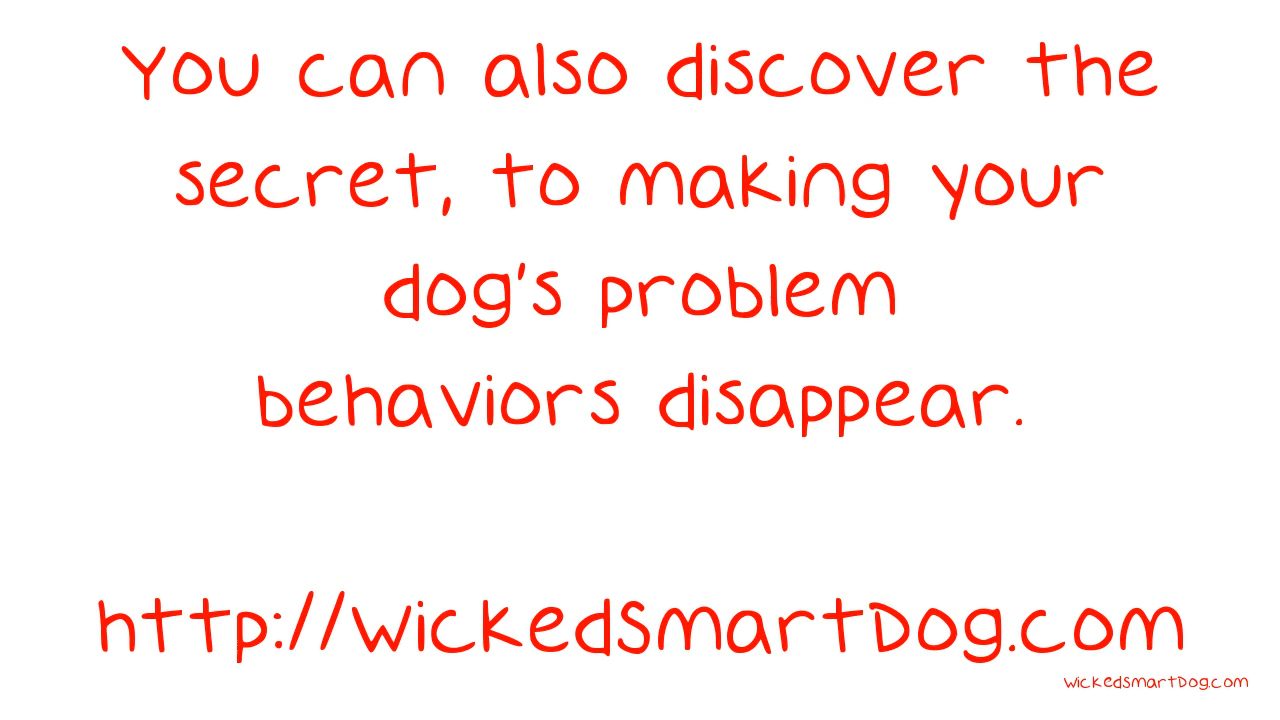 You can also discover the
secret, to making your
dog's problem
behaviors disappear.
http://WickedSmartDog.com
WickedSmartDog.com